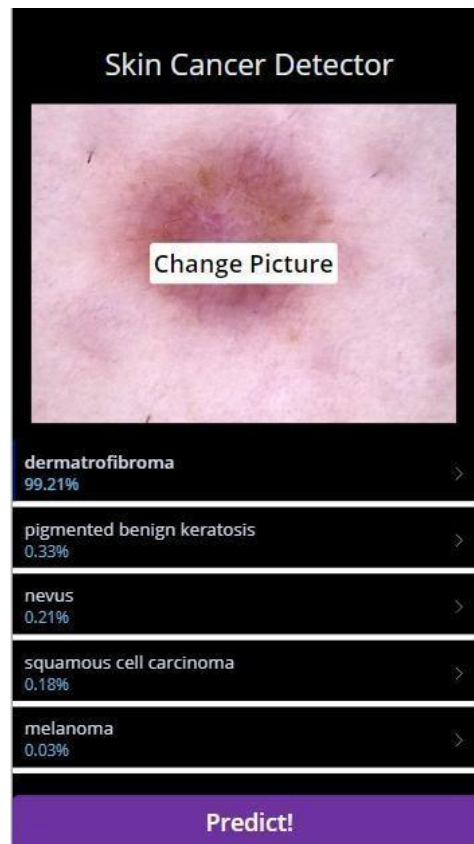 Skin Cancer Detector
Change Picture
dermatrofibroma
99.21%
pigmented benign keratosis
0.33%
nevus
0.21%
squamous cell carcinoma
0.18%
melanoma
0.03%
Predict!